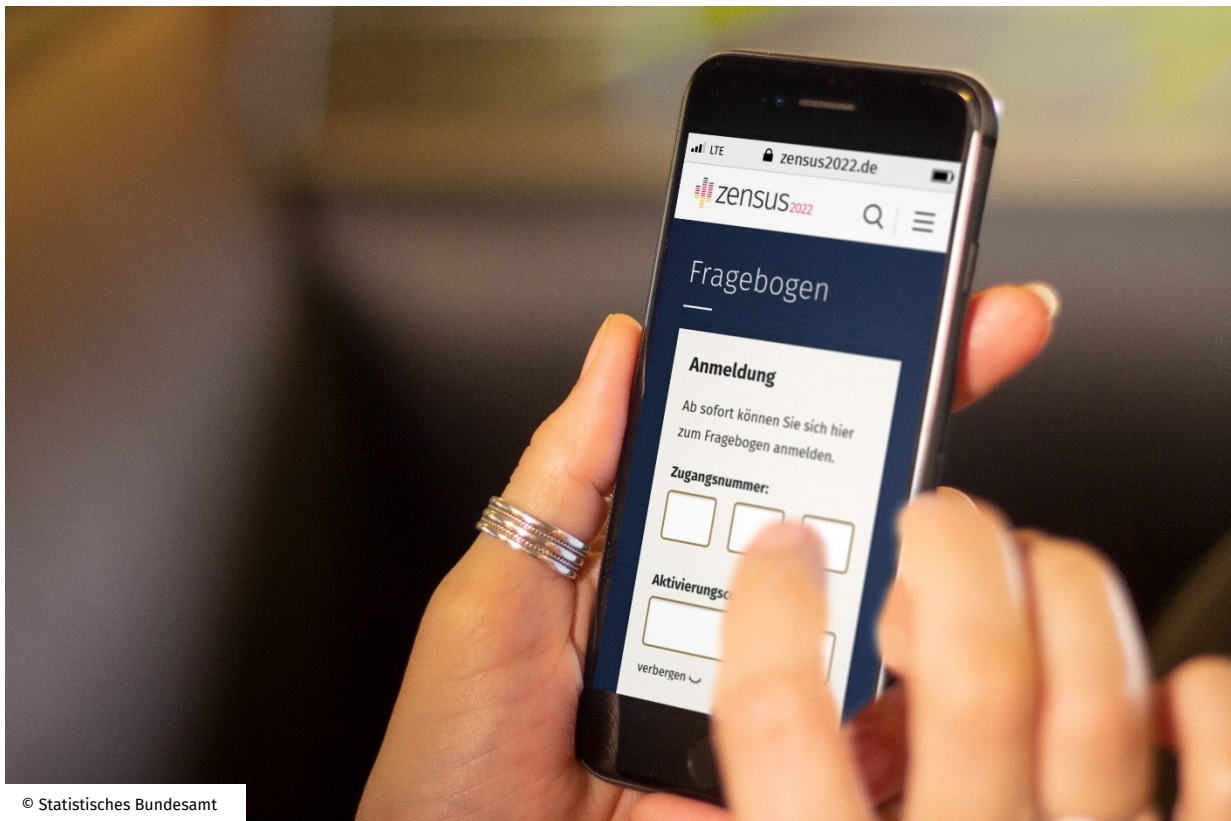 LTE zensus2022.de
zensus2022
Fragebogen
Anmeldung
Ab sofort können Sie sich hier
zum Fragebogen anmelden.
Zugangsnummer:
verbergen
© Statistisches Bundesamt